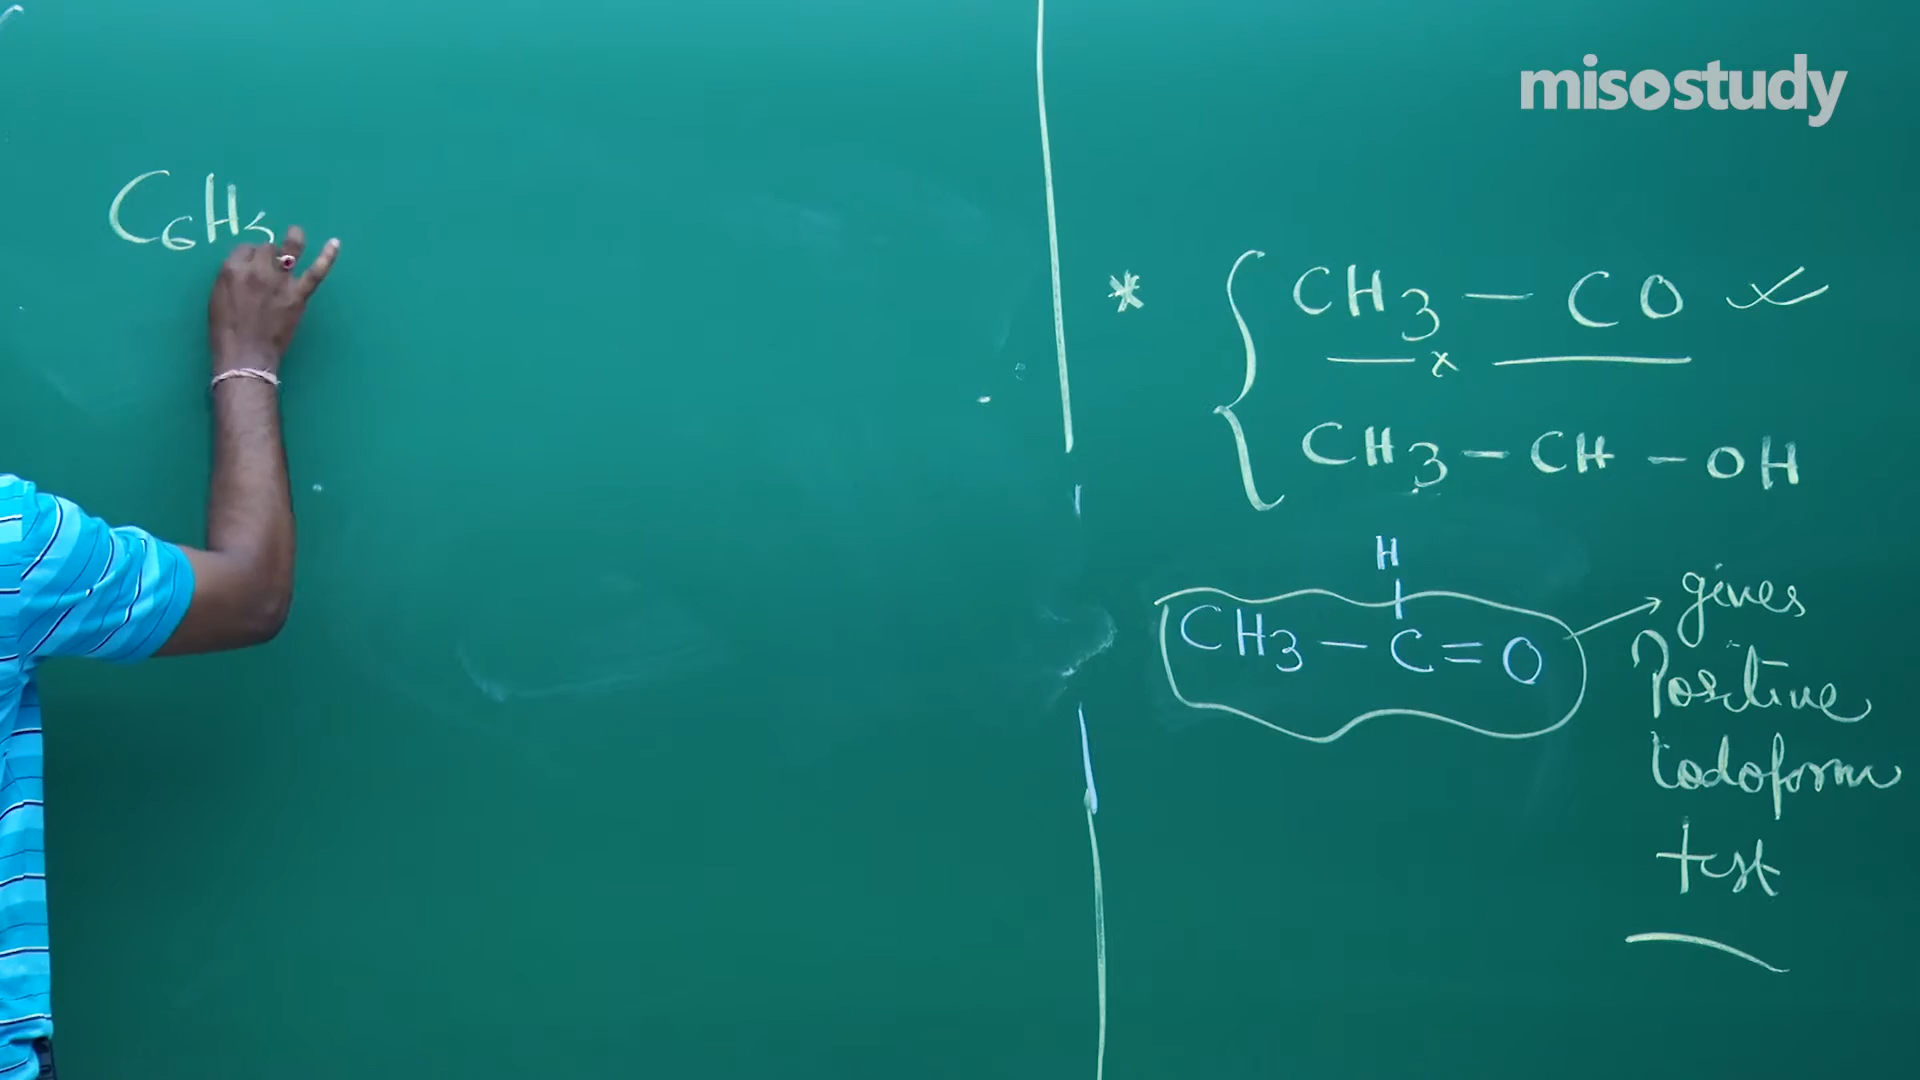 misostudy
C6H5
* { CH3 — CO
x
CH3 — CH — OH
H
CH3 — C = O
gives
Positive
Iodoform
test